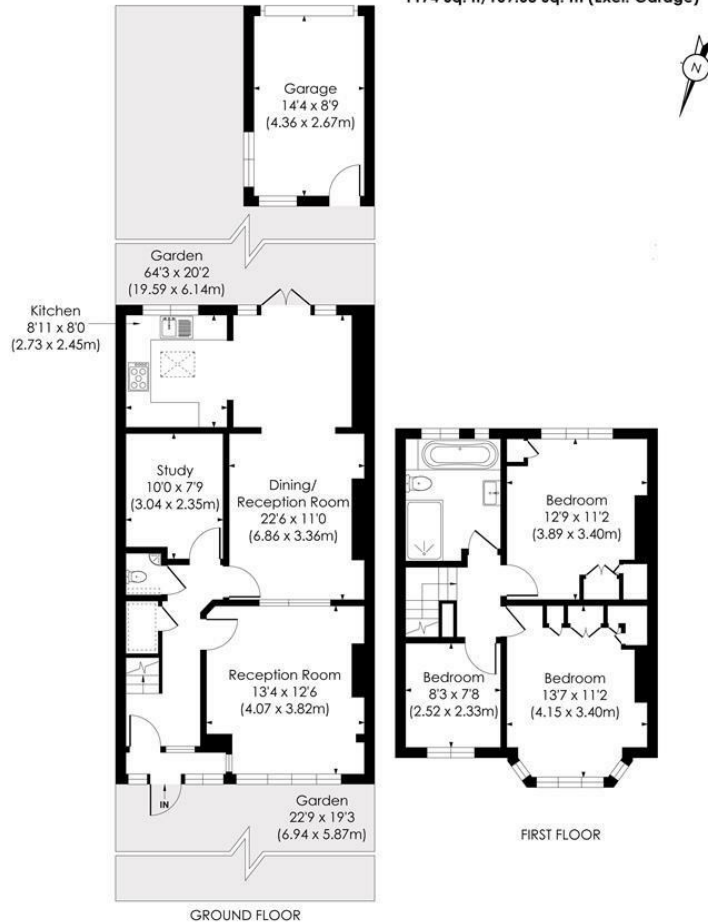 1174 sq. ft/109.08 sq. m (Excl. Garage)
N
Garage
14'4 x 8'9
(4.36 x 2.67m)
Garden
64'3 x 20'2
(19.59 x 6.14m)
Kitchen
8'11 x 8'0
(2.73 x 2.45m)
Study
10'0 x 7'9
(3.04 x 2.35m)
Dining/
Reception Room
22'6 x 11'0
(6.86 x 3.36m)
Reception Room
13'4 x 12'6
(4.07 x 3.82m)
IN
Garden
22'9 x 19'3
(6.94 x 5.87m)
GROUND FLOOR
Bedroom
12'9 x 11'2
(3.89 x 3.40m)
Bedroom
8'3 x 7'8
(2.52 x 2.33m)
Bedroom
13'7 x 11'2
(4.15 x 3.40m)
FIRST FLOOR